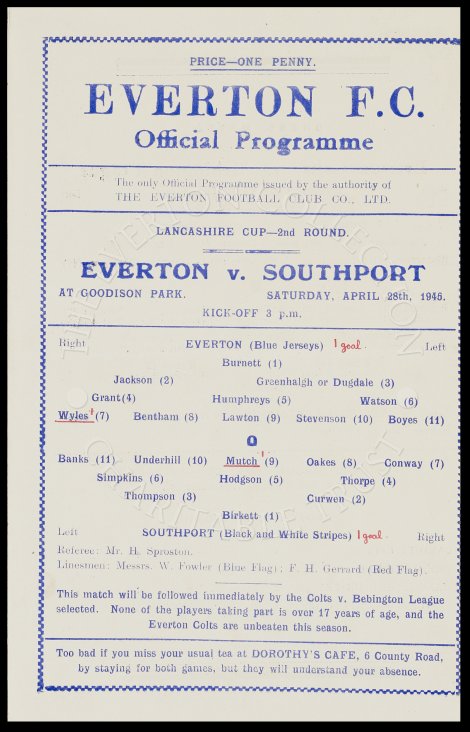 PRICE—ONE PENNY.
EVERTON F.C.
Official Programme
The only Official Programme issued by the authority of
THE EVERTON FOOTBALL CLUB CO., LTD.
LANCASHIRE CUP—2nd ROUND.
EVERTON v. SOUTHPORT
AT GOODISON PARK. SATURDAY, APRIL 28th, 1945.
KICK-OFF 3 p.m.
Right EVERTON (Blue Jerseys) 1 goal Left
Burnett (1)
Jackson (2) Greenhalgh or Dugdale (3)
Grant(4) Humphreys (5) Watson (6)
Wyles 1 (7) Bentham (8) Lawton (9) Stevenson (10) Boyes (11)
O
Banks (11) Underhill (10) Mutch 1 (9) Oakes (8) Conway (7)
Simpkins (6) Hodgson (5) Thorpe (4)
Thompson (3) Curwen (2)
Birkett (1)
Left SOUTHPORT (Black and White Stripes) 1 goal Right
Referee: Mr. H. Sproston.
Linesmen: Messrs. W. Fowler (Blue Flag); F. H. Gerrard (Red Flag).
This match will be followed immediately by the Colts v. Bebington League
selected. None of the players taking part is over 17 years of age, and the
Everton Colts are unbeaten this season.
Too bad if you miss your usual tea at DOROTHY'S CAFE, 6 County Road,
by staying for both games, but they will understand your absence.
THE EVERTON COLLECTION
CHARITABLE TRUST